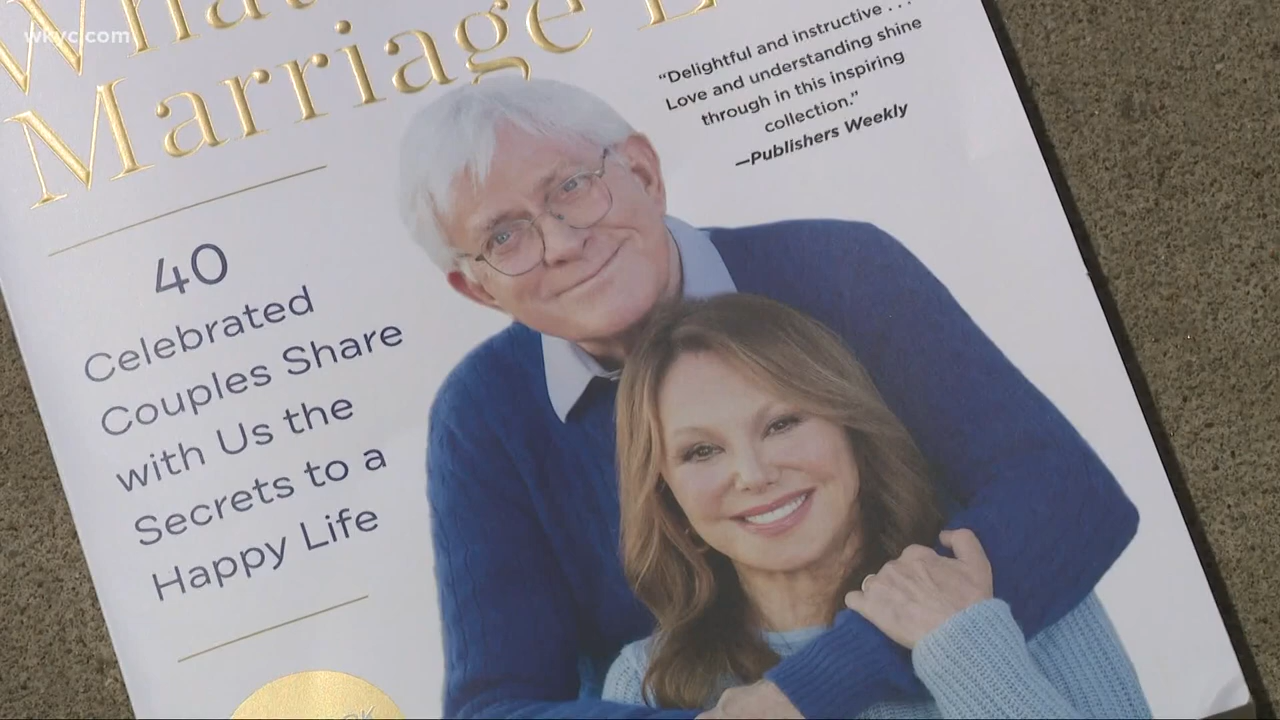 wkyc.com
What
Marriage
"Delightful and instructive . . .
Love and understanding shine
through in this inspiring
collection."
—Publishers Weekly
40
Celebrated
Couples Share
with Us the
Secrets to a
Happy Life